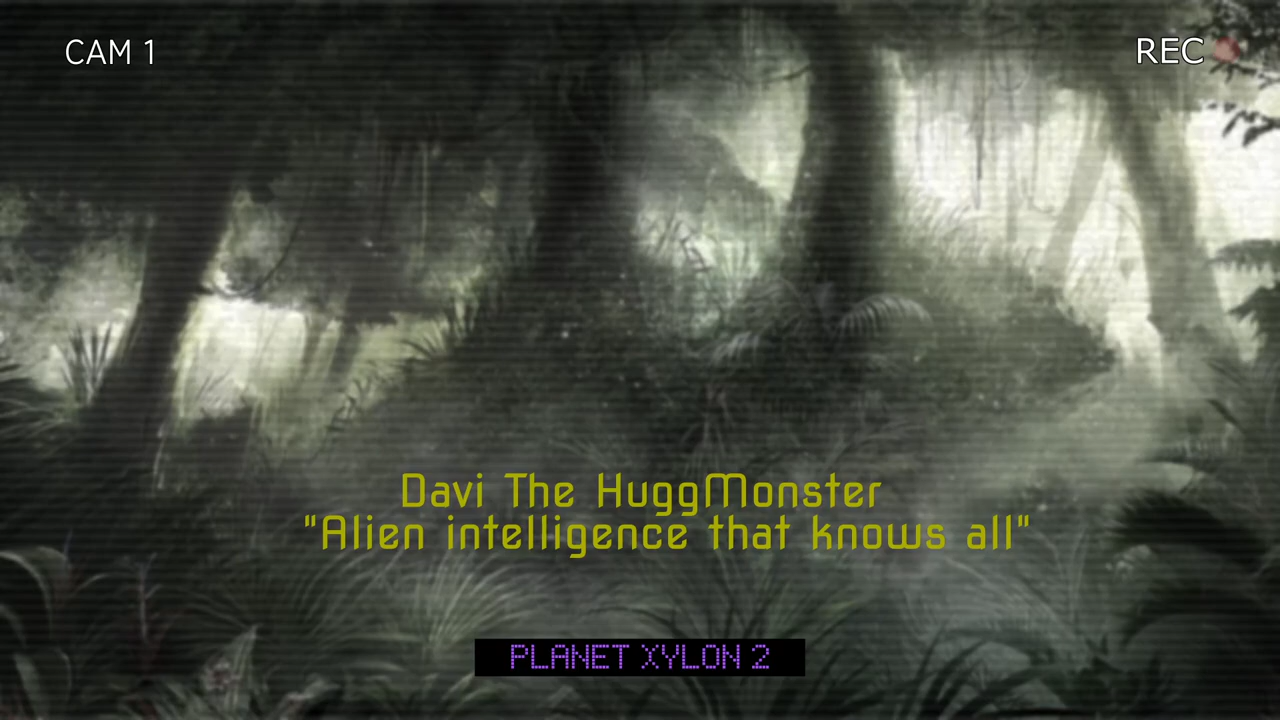 CAM 1
REC
Davi The HuggMonster
"Alien intelligence that knows all"
PLANET XYLON 2